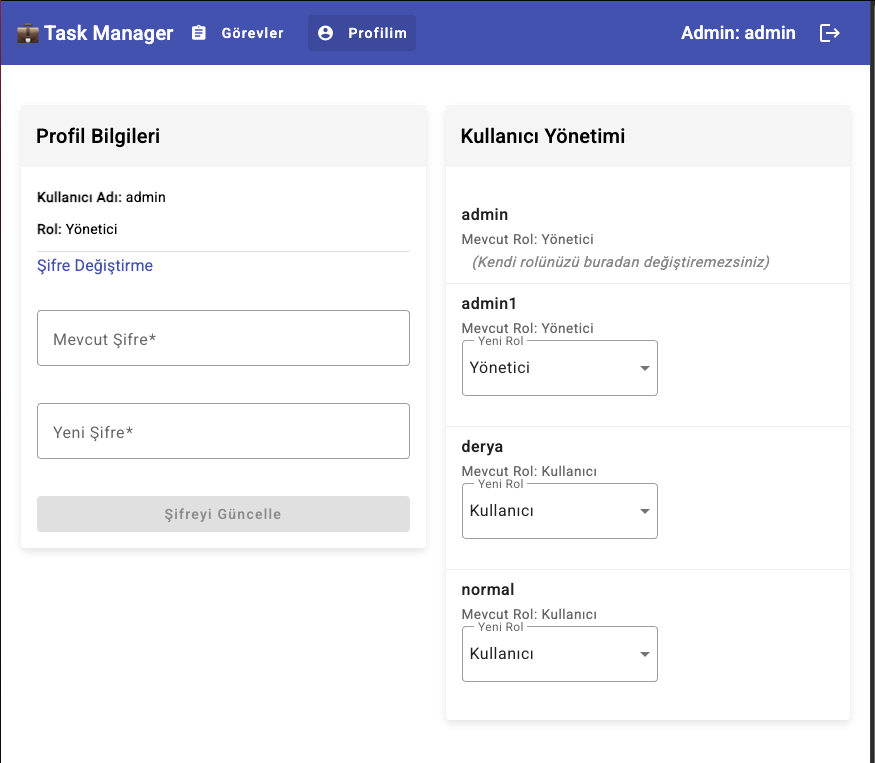 Task Manager
Görevler
Profilim
Admin: admin
Profil Bilgileri
Kullanıcı Adı: admin
Rol: Yönetici
Şifre Değiştirme
Mevcut Şifre*
Yeni Şifre*
Şifreyi Güncelle
Kullanıcı Yönetimi
admin
Mevcut Rol: Yönetici
(Kendi rolünüzü buradan değiştiremezsiniz)
admin1
Mevcut Rol: Yönetici
Yeni Rol
Yönetici
derya
Mevcut Rol: Kullanıcı
Yeni Rol
Kullanıcı
normal
Mevcut Rol: Kullanıcı
Yeni Rol
Kullanıcı